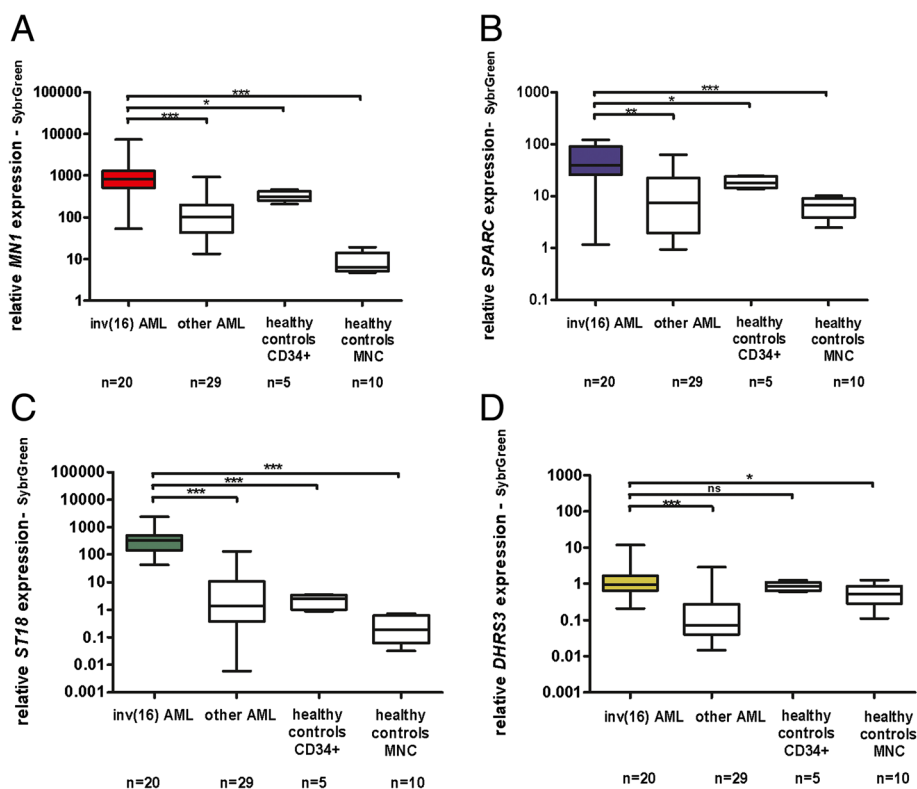 A
relative MN1 expression - SybrGreen
100000
10000
1000
100
10
1
***
*
***
inv(16) AML
other AML
healthy
controls
CD34+
healthy
controls
MNC
n=20
n=29
n=5
n=10
B
relative SPARC expression- SybrGreen
1000
100
10
1
0.1
***
*
**
inv(16) AML
other AML
healthy
controls
CD34+
healthy
controls
MNC
n=20
n=29
n=5
n=10
C
relative ST18 expression- SybrGreen
100000
10000
1000
100
10
1
0.1
0.01
0.001
***
***
***
inv(16) AML
other AML
healthy
controls
CD34+
healthy
controls
MNC
n=20
n=29
n=5
n=10
D
relative DHRS3 expression - SybrGreen
1000
100
10
1
0.1
0.01
0.001
*
ns
***
inv(16) AML
other AML
healthy
controls
CD34+
healthy
controls
MNC
n=20
n=29
n=5
n=10